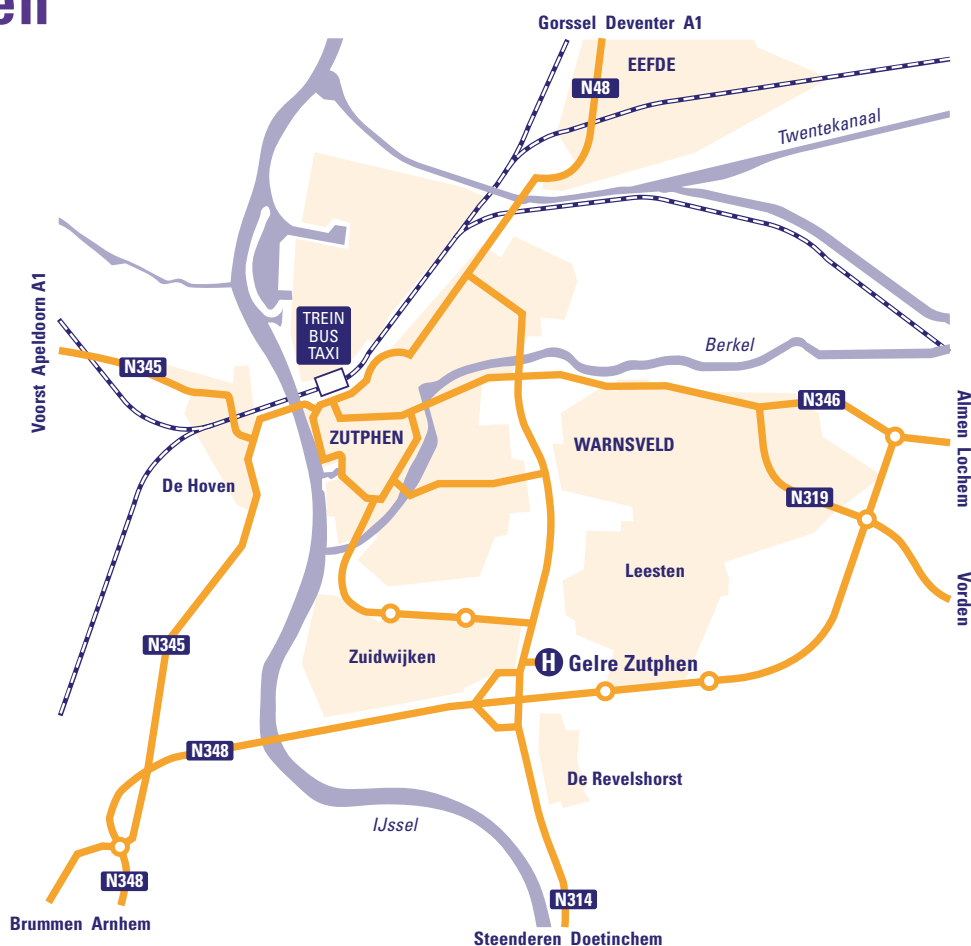 en
Gorssel Deventer A1
EEFDE
N48
Twentekanaal
Voorst Apeldoorn A1
TREIN
BUS
TAXI
Berkel
N345
N346
Almen Lochem
ZUTPHEN
WARNSVELD
De Hoven
N319
Leesten
Vorden
N345
Zuidwijken
H Gelre Zutphen
N348
De Revelshorst
IJssel
N348
N314
Brummen Arnhem
Steenderen Doetinchem